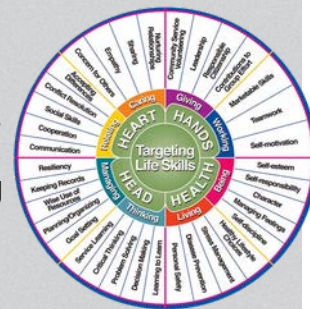 Targeting
Life Skills
HEART
HANDS
HEALTH
HEAD
Relating
Caring
Giving
Working
Being
Living
Thinking
Managing
Communication
Cooperation
Social Skills
Conflict Resolution
Accepting
Differences
Concern for Others
Empathy
Sharing
Nurturing
Relationships
Community Service
Volunteering
Leadership
Responsible
Citizenship
Contributions to
Group Effort
Marketable Skills
Teamwork
Self-motivation
Self-esteem
Self-responsibility
Character
Managing Feelings
Self-discipline
Healthy Lifestyle
Choices
Stress Management
Disease Prevention
Personal Safety
Learning to Learn
Decision Making
Problem Solving
Critical Thinking
Service Learning
Goal Setting
Planning/Organizing
Wise Use of
Resources
Keeping Records
Resiliency